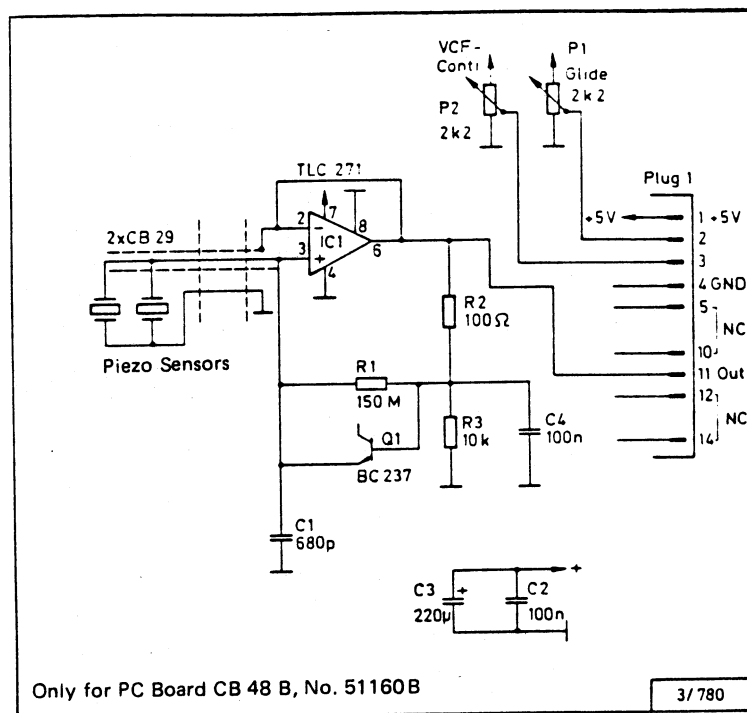 VCF-
Contl
P2
2k2
P1
Glide
2k2
TLC 271
Plug 1
+5V
1 +5V
2
3
4 GND
5
NC
10
11 Out
12
NC
14
2xCB 29
2
-
7
8
IC1
3
+
4
6
Piezo Sensors
R2
100Ω
R1
150 M
R3
10k
C4
100n
Q1
BC 237
C1
680p
C3
+
220µ
C2
100n
+
Only for PC Board CB 48 B, No. 51160B
3/780